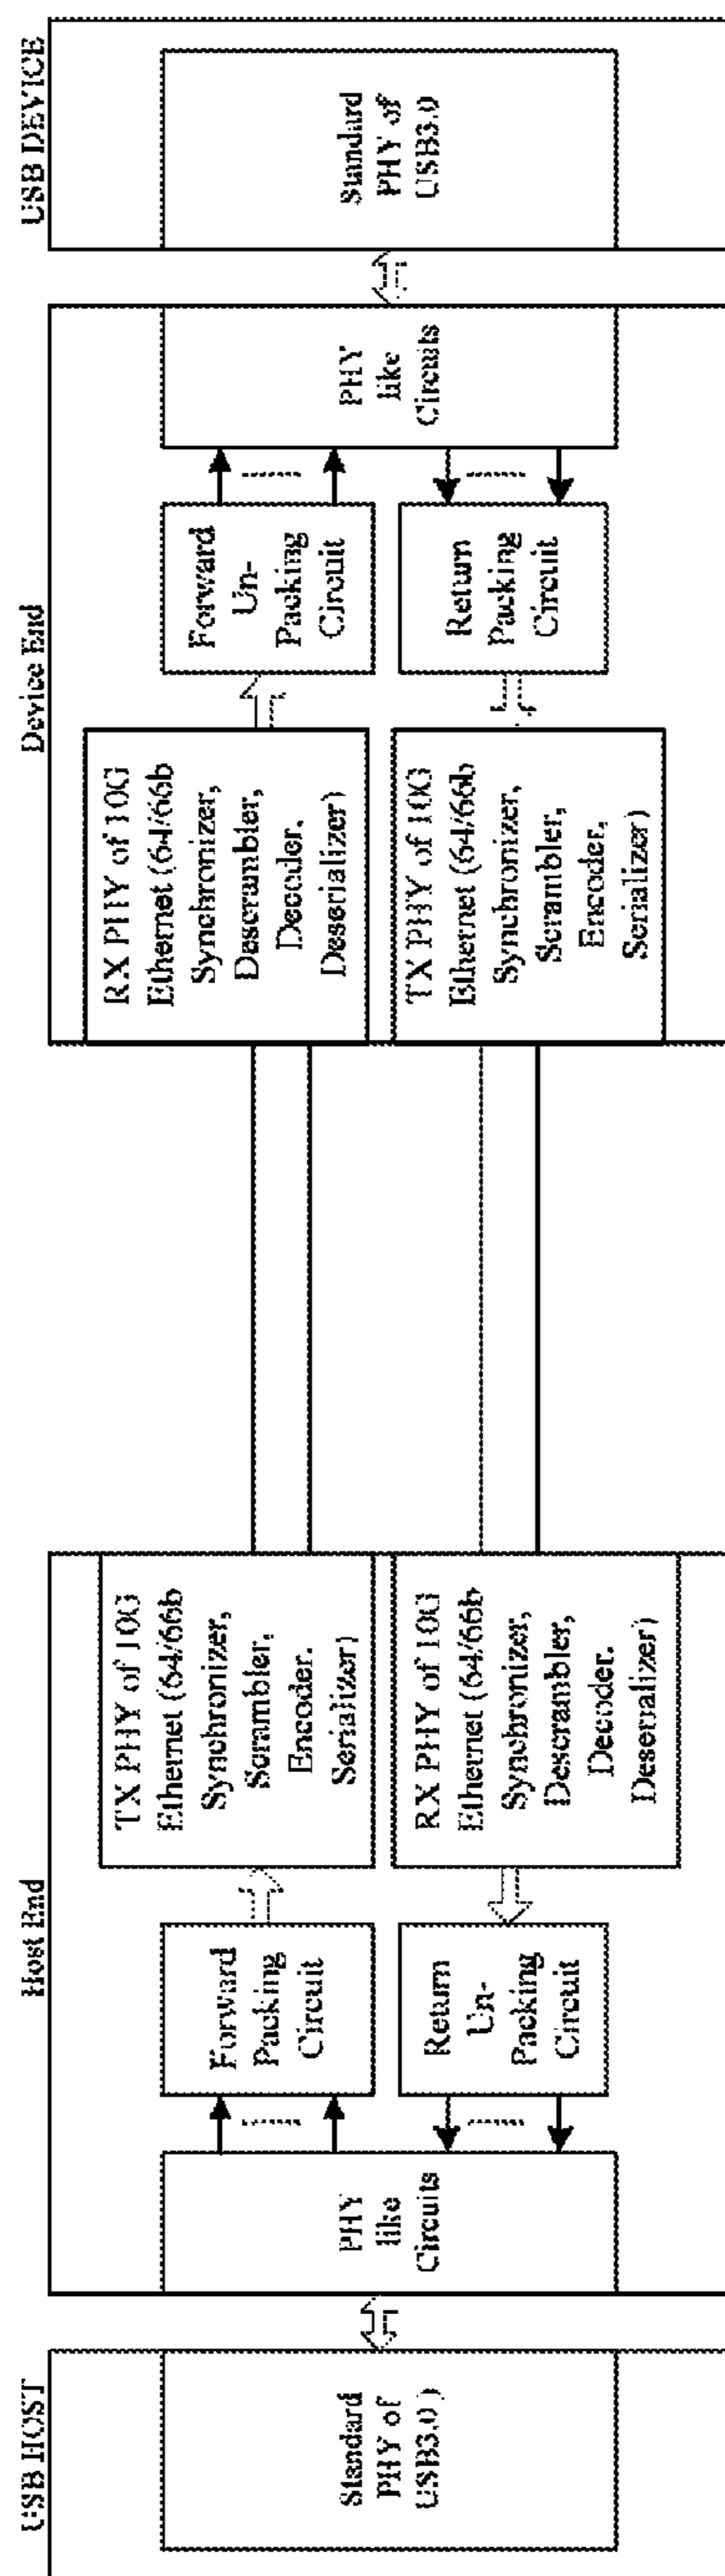 USB HOST
Standard
PHY of
USB3.0 )
Host End
PHY
like
Circuits
Forward
Packing
Circuit
Return
Un-
Packing
Circuit
TX PHY of 10G
Ethernet (64/66b
Synchronizer,
Scrambler,
Encoder,
Serializer)
RX PHY of 10G
Ethernet (64/66b
Synchronizer,
Descrambler,
Decoder,
Deserializer)
Device End
RX PHY of 10G
Ethernet (64/66b
Synchronizer,
Descrambler,
Decoder,
Deserializer)
TX PHY of 10G
Ethernet (64/66b
Synchronizer,
Scrambler,
Encoder,
Serializer)
Forward
Un-
Packing
Circuit
Return
Packing
Circuit
PHY
like
Circuits
USB DEVICE
Standard
PHY of
USB3.0